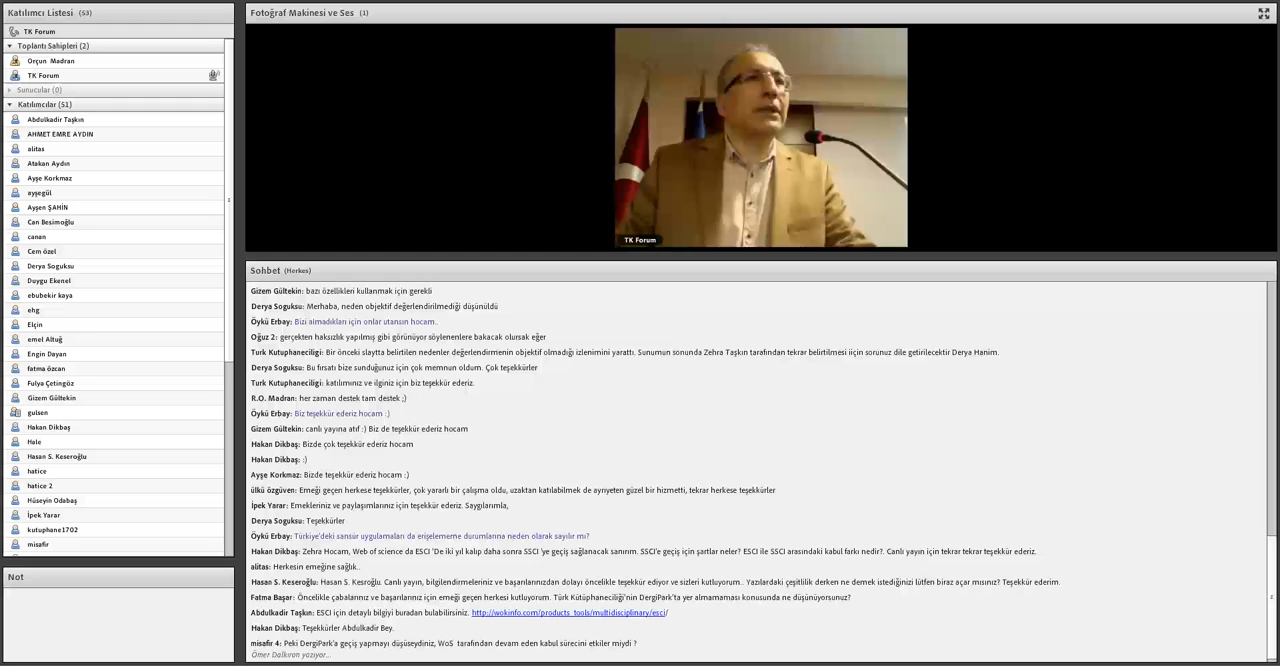 Katılımcı Listesi (53)
TK Forum
Toplantı Sahipleri (2)
Orçun Madran
TK Forum
Sunucular (0)
Katılımcılar (51)
Abdulkadir Taşkın
AHMET EMRE AYDIN
alitas
Atakan Aydın
Ayşe Korkmaz
ayşegül
Ayşen ŞAHİN
Can Besimoğlu
canan
Cem özel
Derya Soguksu
Duygu Ekenel
ebubekir kaya
ehg
Elçin
emel Altuğ
Engin Dayan
fatma özcan
Fulya Çetingöz
Gizem Gültekin
gulsen
Hakan Dikbaş
Hale
Hasan S. Keseroğlu
hatice
hatice 2
Hüseyin Odabaş
İpek Yarar
kutuphane1702
misafir
Not
Fotoğraf Makinesi ve Ses (1)
TK Forum
Sohbet (Herkes)
Gizem Gültekin: bazı özellikleri kullanmak için gerekli
Derya Soguksu: Merhaba, neden objektif değerlendirilmediği düşünüldü
Öykü Erbay: Bizi almadıkları için onlar utansın hocam..
Oğuz 2: gerçekten haksızlık yapılmış gibi görünüyor söylenenlere bakacak olursak eğer
Turk Kutuphaneciligi: Bir önceki slaytta belirtilen nedenler değerlendirmenin objektif olmadığı izlenimini yarattı. Sunumun sonunda Zehra Taşkın tarafından tekrar belirtilmesi iiçin sorunuz dile getirilecektir Derya Hanim.
Derya Soguksu: Bu fırsatı bize sunduğunuz için çok memnun oldum. Çok teşekkürler
Turk Kutuphaneciligi: katılımınız ve ilginiz için biz teşekkür ederiz.
R.O. Madran: her zaman destek tam destek ;)
Öykü Erbay: Biz teşekkür ederiz hocam :)
Gizem Gültekin: canlı yayına atıf :) Biz de teşekkür ederiz hocam
Hakan Dikbaş: Bizde çok teşekkür ederiz hocam
Hakan Dikbaş: :)
Ayşe Korkmaz: Bizde teşekkür ederiz hocam :)
ülkü özgüven: Emeği geçen herkese teşekkürler, çok yararlı bir çalışma oldu, uzaktan katılabilmek de ayrıyeten güzel bir hizmetti, tekrar herkese teşekkürler
İpek Yarar: Emekleriniz ve paylaşımlarınız için teşekkür ederiz. Saygılarımla,
Derya Soguksu: Teşekkürler
Öykü Erbay: Türkiye'deki sansür uygulamaları da erişelememe durumlarına neden olarak sayılır mı?
Hakan Dikbaş: Zehra Hocam, Web of science da ESCI 'De iki yıl kalıp daha sonra SSCI 'ye geçiş sağlanacak sanırım. SSCI'e geçiş için şartlar neler? ESCI ile SSCI arasındaki kabul farkı nedir?. Canlı yayın için tekrar tekrar teşekkür ederiz.
alitas: Herkesin emeğine sağlık..
Hasan S. Keseroğlu: Hasan S. Kesroğlu. Canlı yayın, bilgilendirmeleriniz ve başarılarınızdan dolayı öncelikle teşekkür ediyor ve sizleri kutluyorum.. Yazılardaki çeşitlilik derken ne demek istediğinizi lütfen biraz açar mısınız? Teşekkür ederim.
Fatma Başar: Öncelikle çabalarınız ve başarılarınız için emeği geçen herkesi kutluyorum. Türk Kütüphaneciliği'nin DergiPark'ta yer almamaması konusunda ne düşünüyorsunuz?
Abdulkadir Taşkın: ESCI için detaylı bilgiyi buradan bulabilirsiniz. http://wokinfo.com/products_tools/multidisciplinary/esci/
Hakan Dikbaş: Teşekkürler Abdulkadir Bey.
misafir 4: Peki DergiPark'a geçiş yapmayı düşüseydiniz, WoS tarafından devam eden kabul sürecini etkiler miydi ?
Ömer Dalkıran yazıyor...